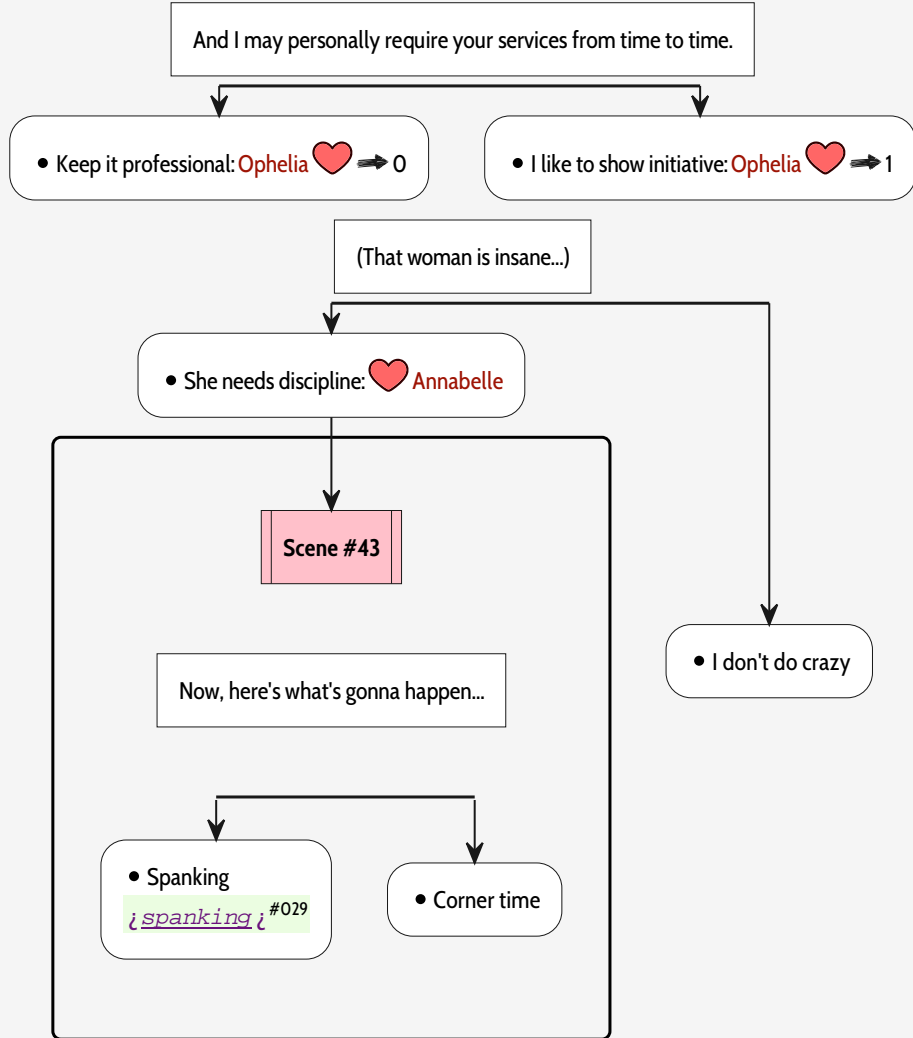 And I may personally require your services from time to time.
• Keep it professional: Ophelia ❤ ➡ 0
• I like to show initiative: Ophelia ❤ ➡ 1
(That woman is insane...)
• She needs discipline: ❤ Annabelle
Scene #43
• I don't do crazy
Now, here's what's gonna happen...
• Spanking
¿spanking¿ #029
• Corner time